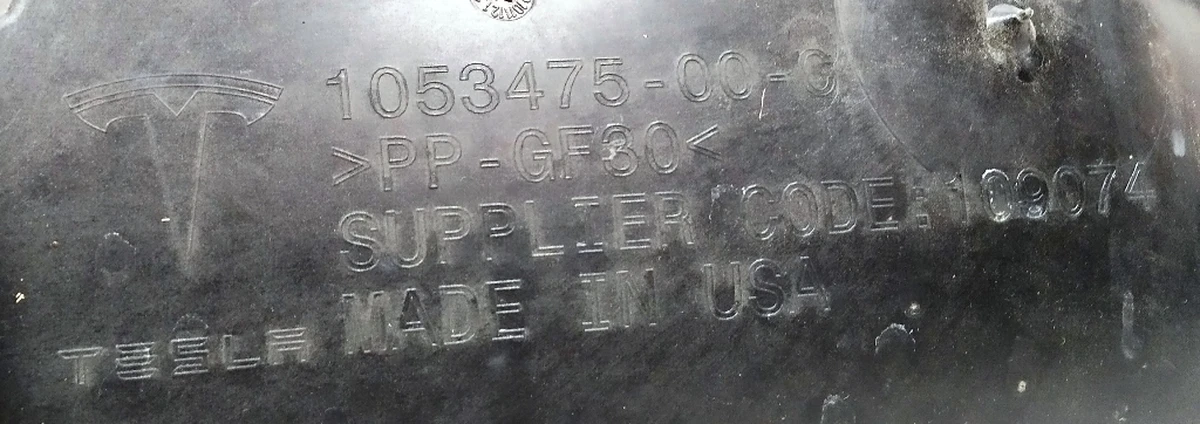 1053475-00-G
>PP-GF30<
SUPPLIER CODE:109074
MADE IN USA
TESLA